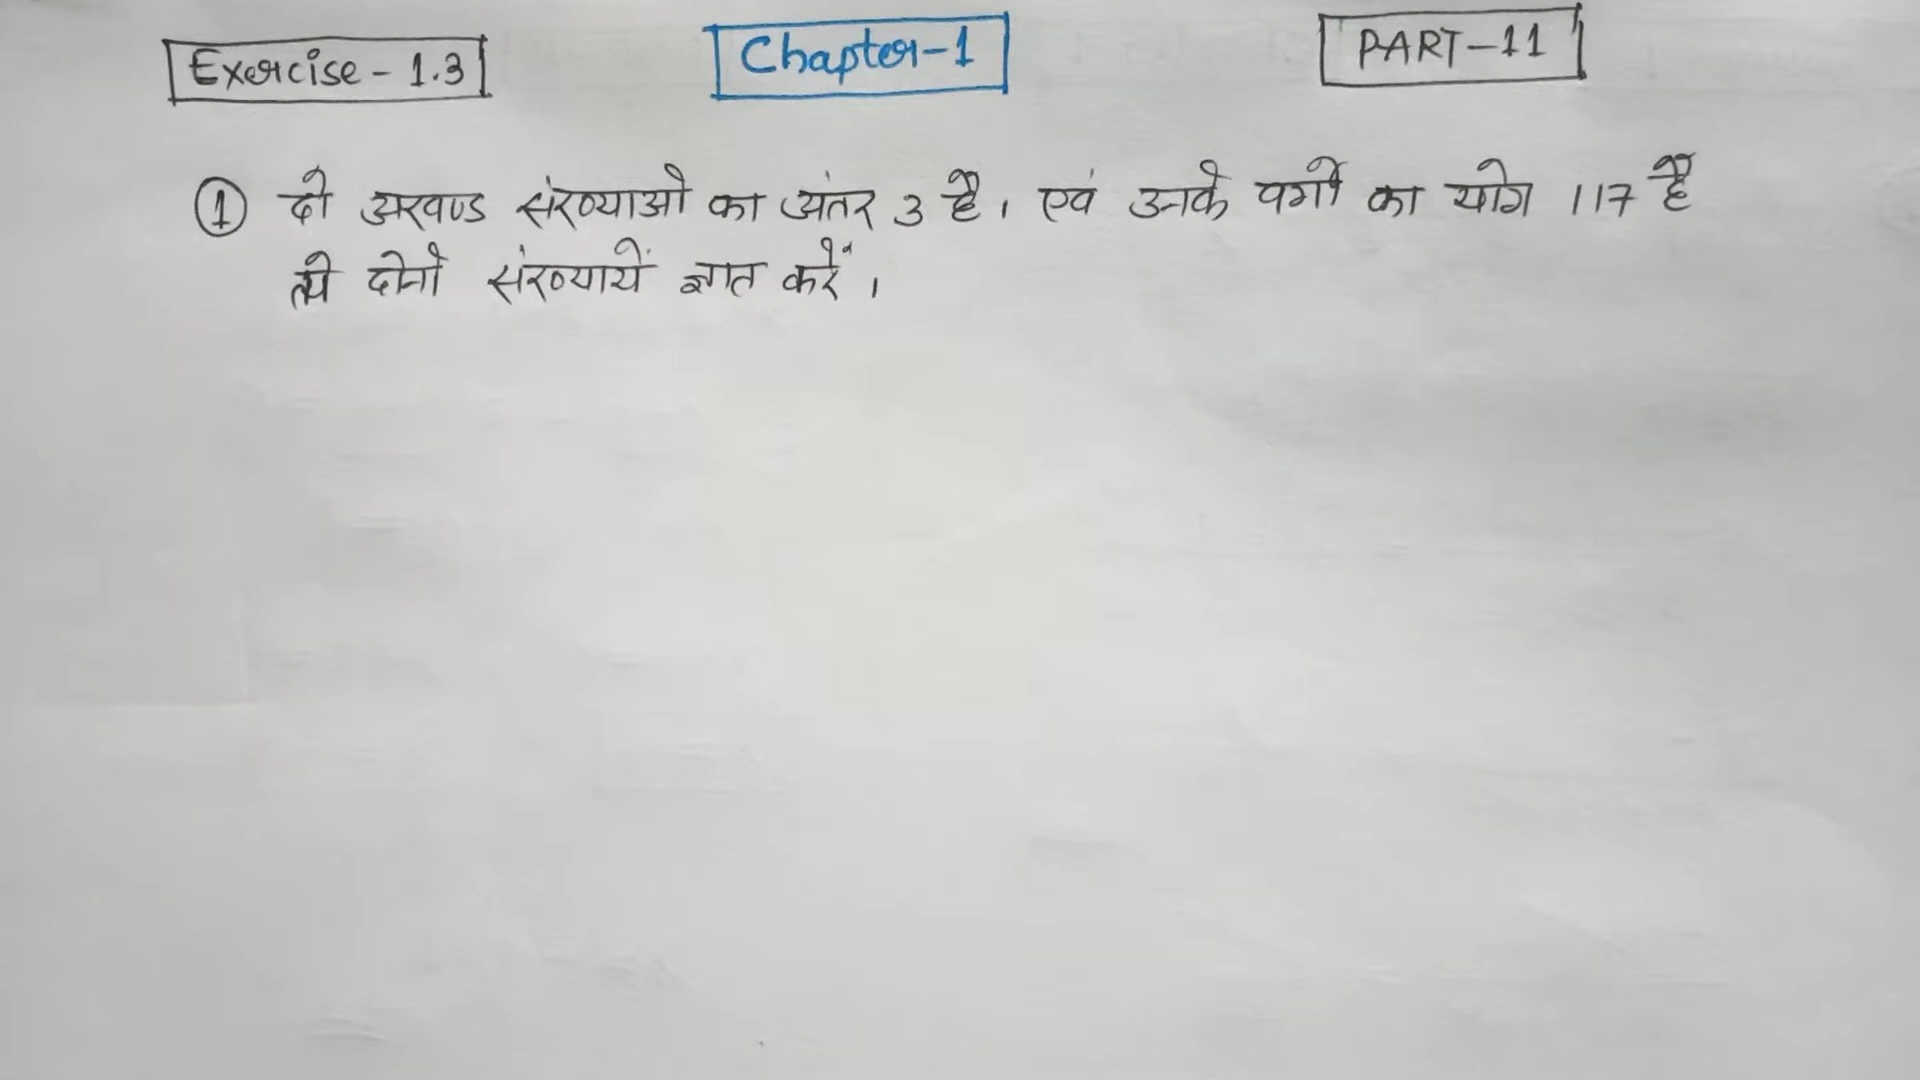 Exercise - 1.3
Chapter-1
PART-11
① दो अखण्ड संख्याओ का अंतर 3 है। एवं उनके वर्गो का योग 117 है
तो दोनो संख्यायें ज्ञात करें।